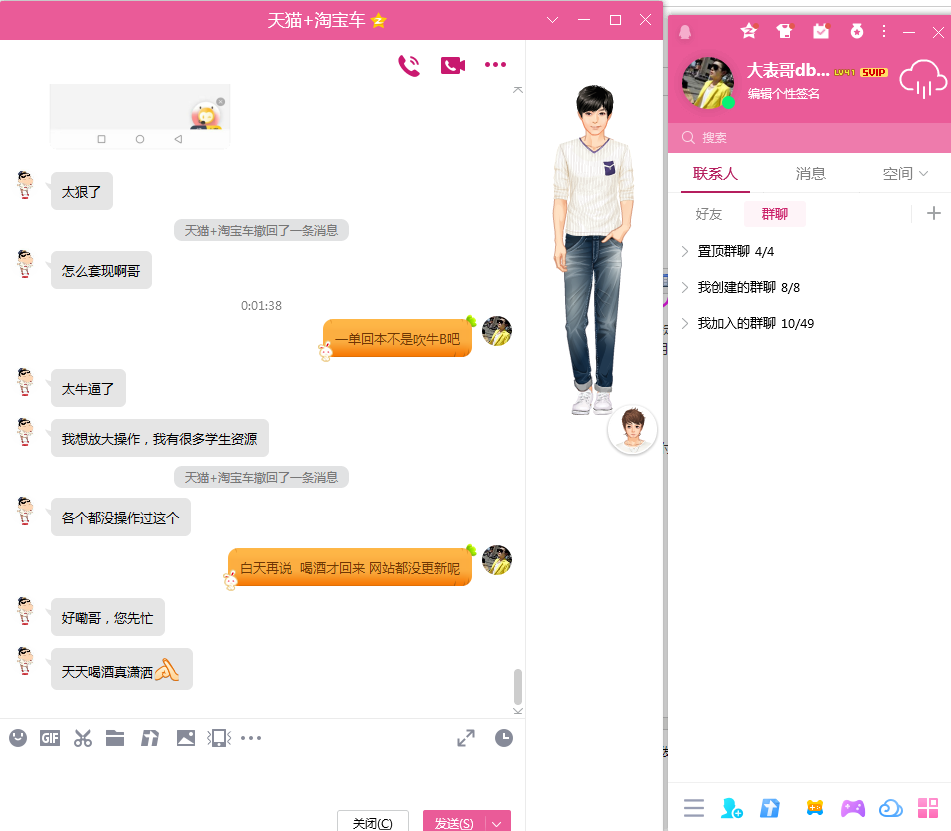 天猫+淘宝车
太狠了
天猫+淘宝车撤回了一条消息
怎么套现啊哥
0:01:38
一单回本不是吹牛B吧
太牛逼了
我想放大操作，我有很多学生资源
天猫+淘宝车撤回了一条消息
各个都没操作过这个
白天再说 喝酒才回来 网站都没更新呢
好嘞哥，您先忙
天天喝酒真潇洒
GIF
关闭(C)
发送(S)
大表哥db...
LV41
SVIP
编辑个性签名
搜索
联系人
消息
空间
好友
群聊
置顶群聊 4/4
我创建的群聊 8/8
我加入的群聊 10/49